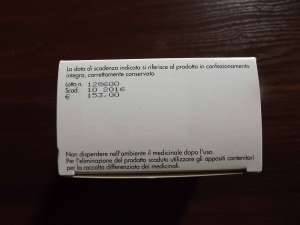 La data di scadenza indicata si riferisce al prodotto in confezionamento
integro, correttamente conservato
Lotto n. 128600
Scad. 10 2016
€ 153,00
Non disperdere nell'ambiente il medicinale dopo l'uso.
Per l'eliminazione del prodotto scaduto utilizzare gli appositi contenitori
per la raccolta differenziata dei medicinali.